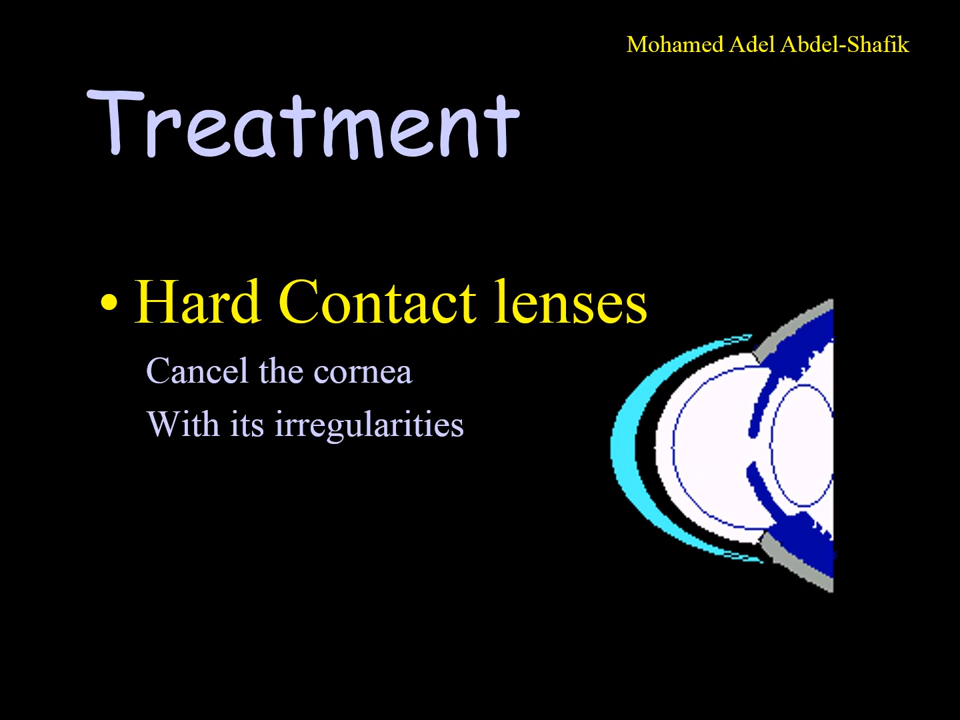 Mohamed Adel Abdel-Shafik
Treatment
• Hard Contact lenses
Cancel the cornea
With its irregularities